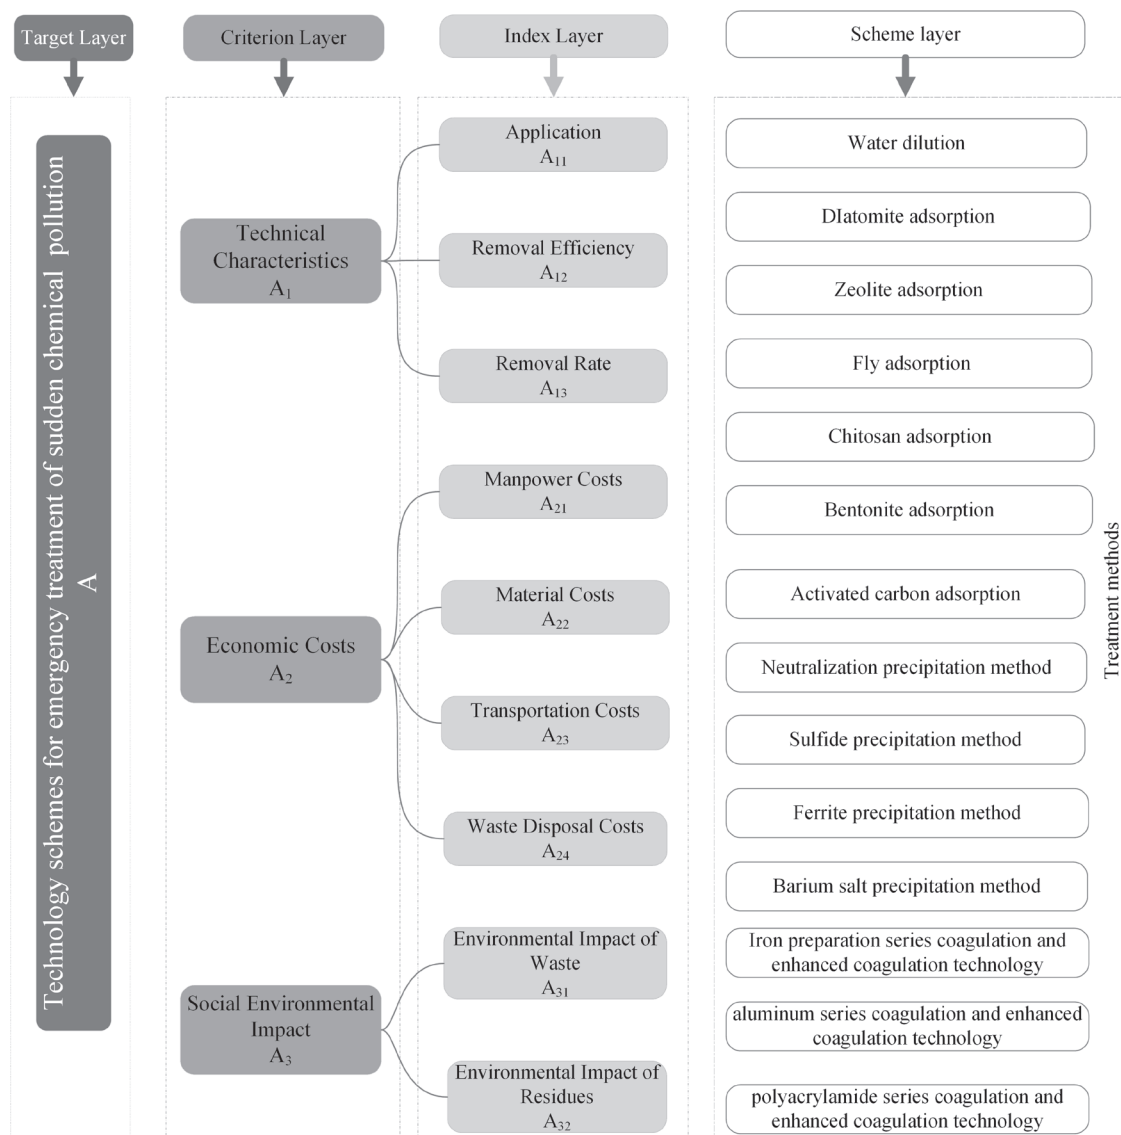 Target Layer
Criterion Layer
Index Layer
Scheme layer
Technology schemes for emergency treatment of sudden chemical pollution
A
Technical
Characteristics
A1
Economic Costs
A2
Social Environmental
Impact
A3
Application
A11
Removal Efficiency
A12
Removal Rate
A13
Manpower Costs
A21
Material Costs
A22
Transportation Costs
A23
Waste Disposal Costs
A24
Environmental Impact of
Waste
A31
Environmental Impact of
Residues
A32
Water dilution
DIatomite adsorption
Zeolite adsorption
Fly adsorption
Chitosan adsorption
Bentonite adsorption
Activated carbon adsorption
Neutralization precipitation method
Sulfide precipitation method
Ferrite precipitation method
Barium salt precipitation method
Iron preparation series coagulation and
enhanced coagulation technology
aluminum series coagulation and enhanced
coagulation technology
polyacrylamide series coagulation and
enhanced coagulation technology
Treatment methods